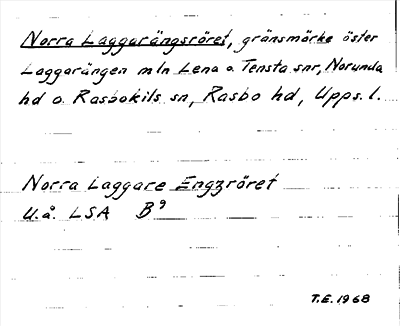 Norra Laggarängsröret, gränsmärke öster
Laggarängen mln Lena o. Tensta snr, Norunda
hd o. Rasbokils sn, Rasbo hd, Upps. l.
Norra Laggare Engzröret
U.å. LSA B⁹
T.E. 1968